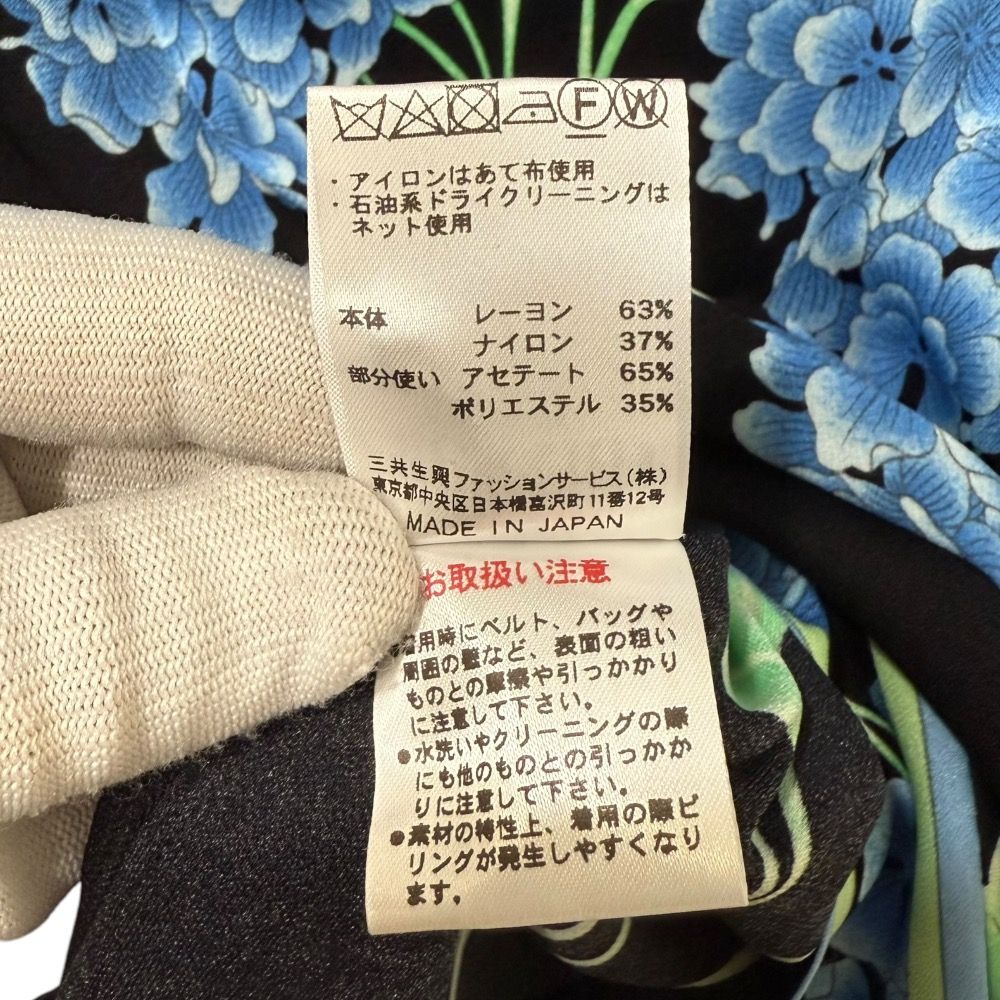 F W
・アイロンはあて布使用
・石油系ドライクリーニングは
ネット使用
本体 レーヨン 63%
ナイロン 37%
部分使い アセテート 65%
ポリエステル 35%
三共生興ファッションサービス(株)
東京都中央区日本橋富沢町11番12号
MADE IN JAPAN
お取扱い注意
●着用時にベルト、バッグや
周囲の壁など、表面の粗い
ものとの摩擦や引っかかり
に注意して下さい。
●水洗いやクリーニングの際
にも他のものとの引っかか
りに注意して下さい。
●素材の特性上、着用の際ピ
リングが発生しやすくなり
ます。